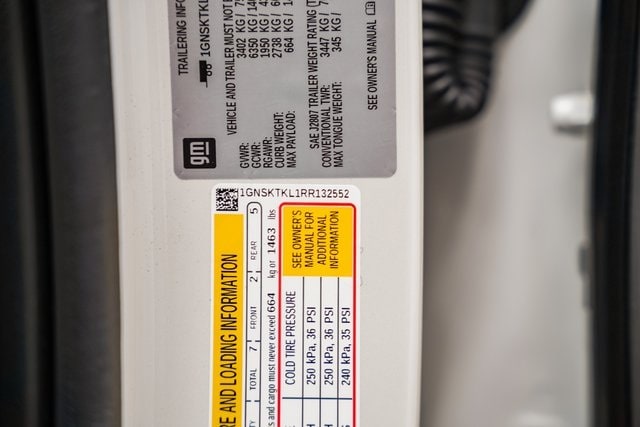 TRAILERING INFO
1GNSKTKL
VEHICLE AND TRAILER MUST NOT
GVWR: 3402 KG /
GCWR: 6350 KG /
RGAWR: 1950 KG /
CURB WEIGHT: 2738 KG /
MAX PAYLOAD: 664 KG /
SAE J2807 TRAILER WEIGHT RATING
CONVENTIONAL TWR: 3447 KG /
MAX TONGUE WEIGHT: 345 KG /
SEE OWNER'S MANUAL
gm
1GNSKTKL1RR132552
RE AND LOADING INFORMATION
TY TOTAL 7 FRONT 2 REAR 5
s and cargo must never exceed 664 kg or 1463 lbs
COLD TIRE PRESSURE
250 kPa, 36 PSI
250 kPa, 36 PSI
240 kPa, 35 PSI
SEE OWNER'S
MANUAL FOR
ADDITIONAL
INFORMATION